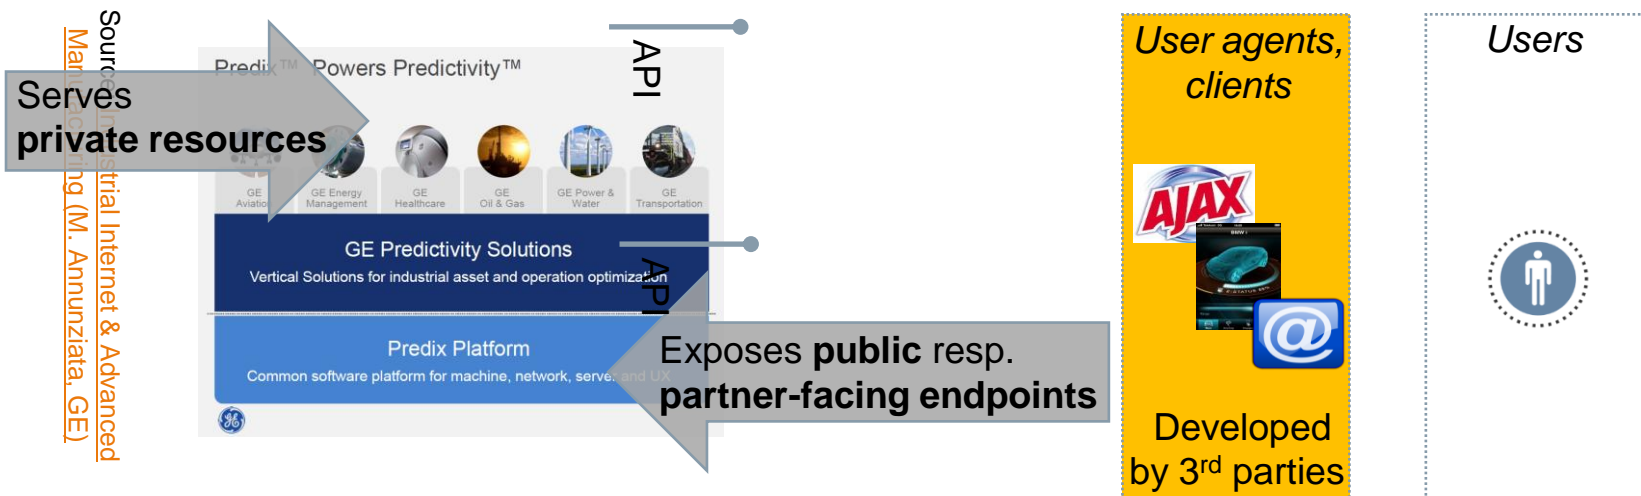 Source: Industrial Internet & Advanced
Manufacturing (M. Annunziata, GE)
Predix™ Powers Predictivity™
Serves
private resources
API
GE
Aviation
GE Energy
Management
GE
Healthcare
GE
Oil & Gas
GE Power &
Water
GE
Transportation
GE Predictivity Solutions
Vertical Solutions for industrial asset and operation optimization
API
Predix Platform
Common software platform for machine, network, server and UX
Exposes public resp.
partner-facing endpoints
User agents,
clients
AJAX
BMW i
@
Developed
by 3rd parties
Users